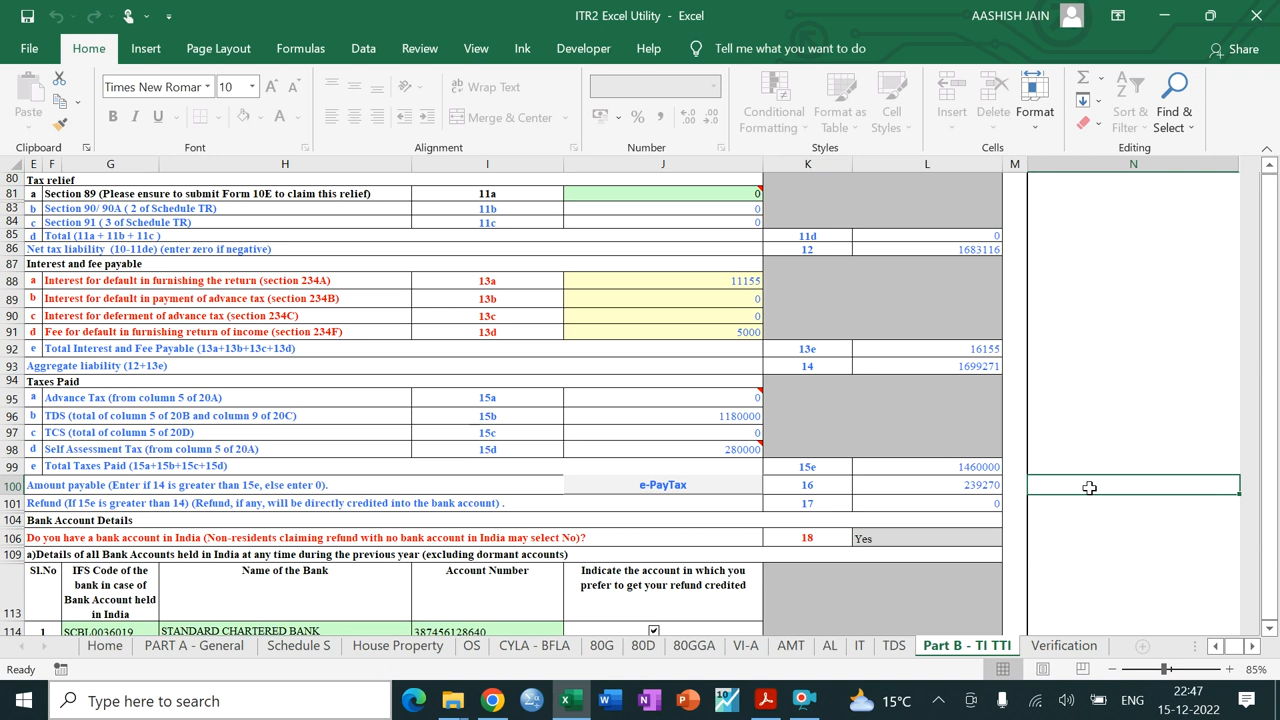 ITR2 Excel Utility - Excel
AASHISH JAIN
File Home Insert Page Layout Formulas Data Review View Ink Developer Help Tell me what you want to do Share
Paste
Times New Romar 10
Wrap Text
Merge & Center
Conditional Formatting
Format as Table
Cell Styles
Insert Delete Format
Sort & Filter
Find & Select
Clipboard Font Alignment Number Styles Cells Editing
E F G H I J K L M N
80 Tax relief
81 a Section 89 (Please ensure to submit Form 10E to claim this relief) 11a 0
83 b Section 90/ 90A ( 2 of Schedule TR) 11b 0
84 c Section 91 ( 3 of Schedule TR) 11c 0
85 d Total (11a + 11b + 11c ) 11d 0
86 Net tax liability (10-11de) (enter zero if negative) 12 1683116
87 Interest and fee payable
88 a Interest for default in furnishing the return (section 234A) 13a 11155
89 b Interest for default in payment of advance tax (section 234B) 13b 0
90 c Interest for deferment of advance tax (section 234C) 13c 0
91 d Fee for default in furnishing return of income (section 234F) 13d 5000
92 e Total Interest and Fee Payable (13a+13b+13c+13d) 13e 16155
93 Aggregate liability (12+13e) 14 1699271
94 Taxes Paid
95 a Advance Tax (from column 5 of 20A) 15a 0
96 b TDS (total of column 5 of 20B and column 9 of 20C) 15b 1180000
97 c TCS (total of column 5 of 20D) 15c 0
98 d Self Assessment Tax (from column 5 of 20A) 15d 280000
99 e Total Taxes Paid (15a+15b+15c+15d) 15e 1460000
100 Amount payable (Enter if 14 is greater than 15e, else enter 0). e-PayTax 16 239270
101 Refund (If 15e is greater than 14) (Refund, if any, will be directly credited into the bank account) . 17 0
104 Bank Account Details
106 Do you have a bank account in India (Non-residents claiming refund with no bank account in India may select No)? 18 Yes
109 a)Details of all Bank Accounts held in India at any time during the previous year (excluding dormant accounts)
113 Sl.No
IFS Code of the
bank in case of
Bank Account held
in India
Name of the Bank
Account Number
Indicate the account in which you
prefer to get your refund credited
114 1 SCBL0036019 STANDARD CHARTERED BANK 387456128640
Home PART A - General Schedule S House Property OS CYLA - BFLA 80G 80D 80GGA VI-A AMT AL IT TDS Part B - TI TTI Verification
Ready 85%
Type here to search
15°C ENG
22:47
15-12-2022